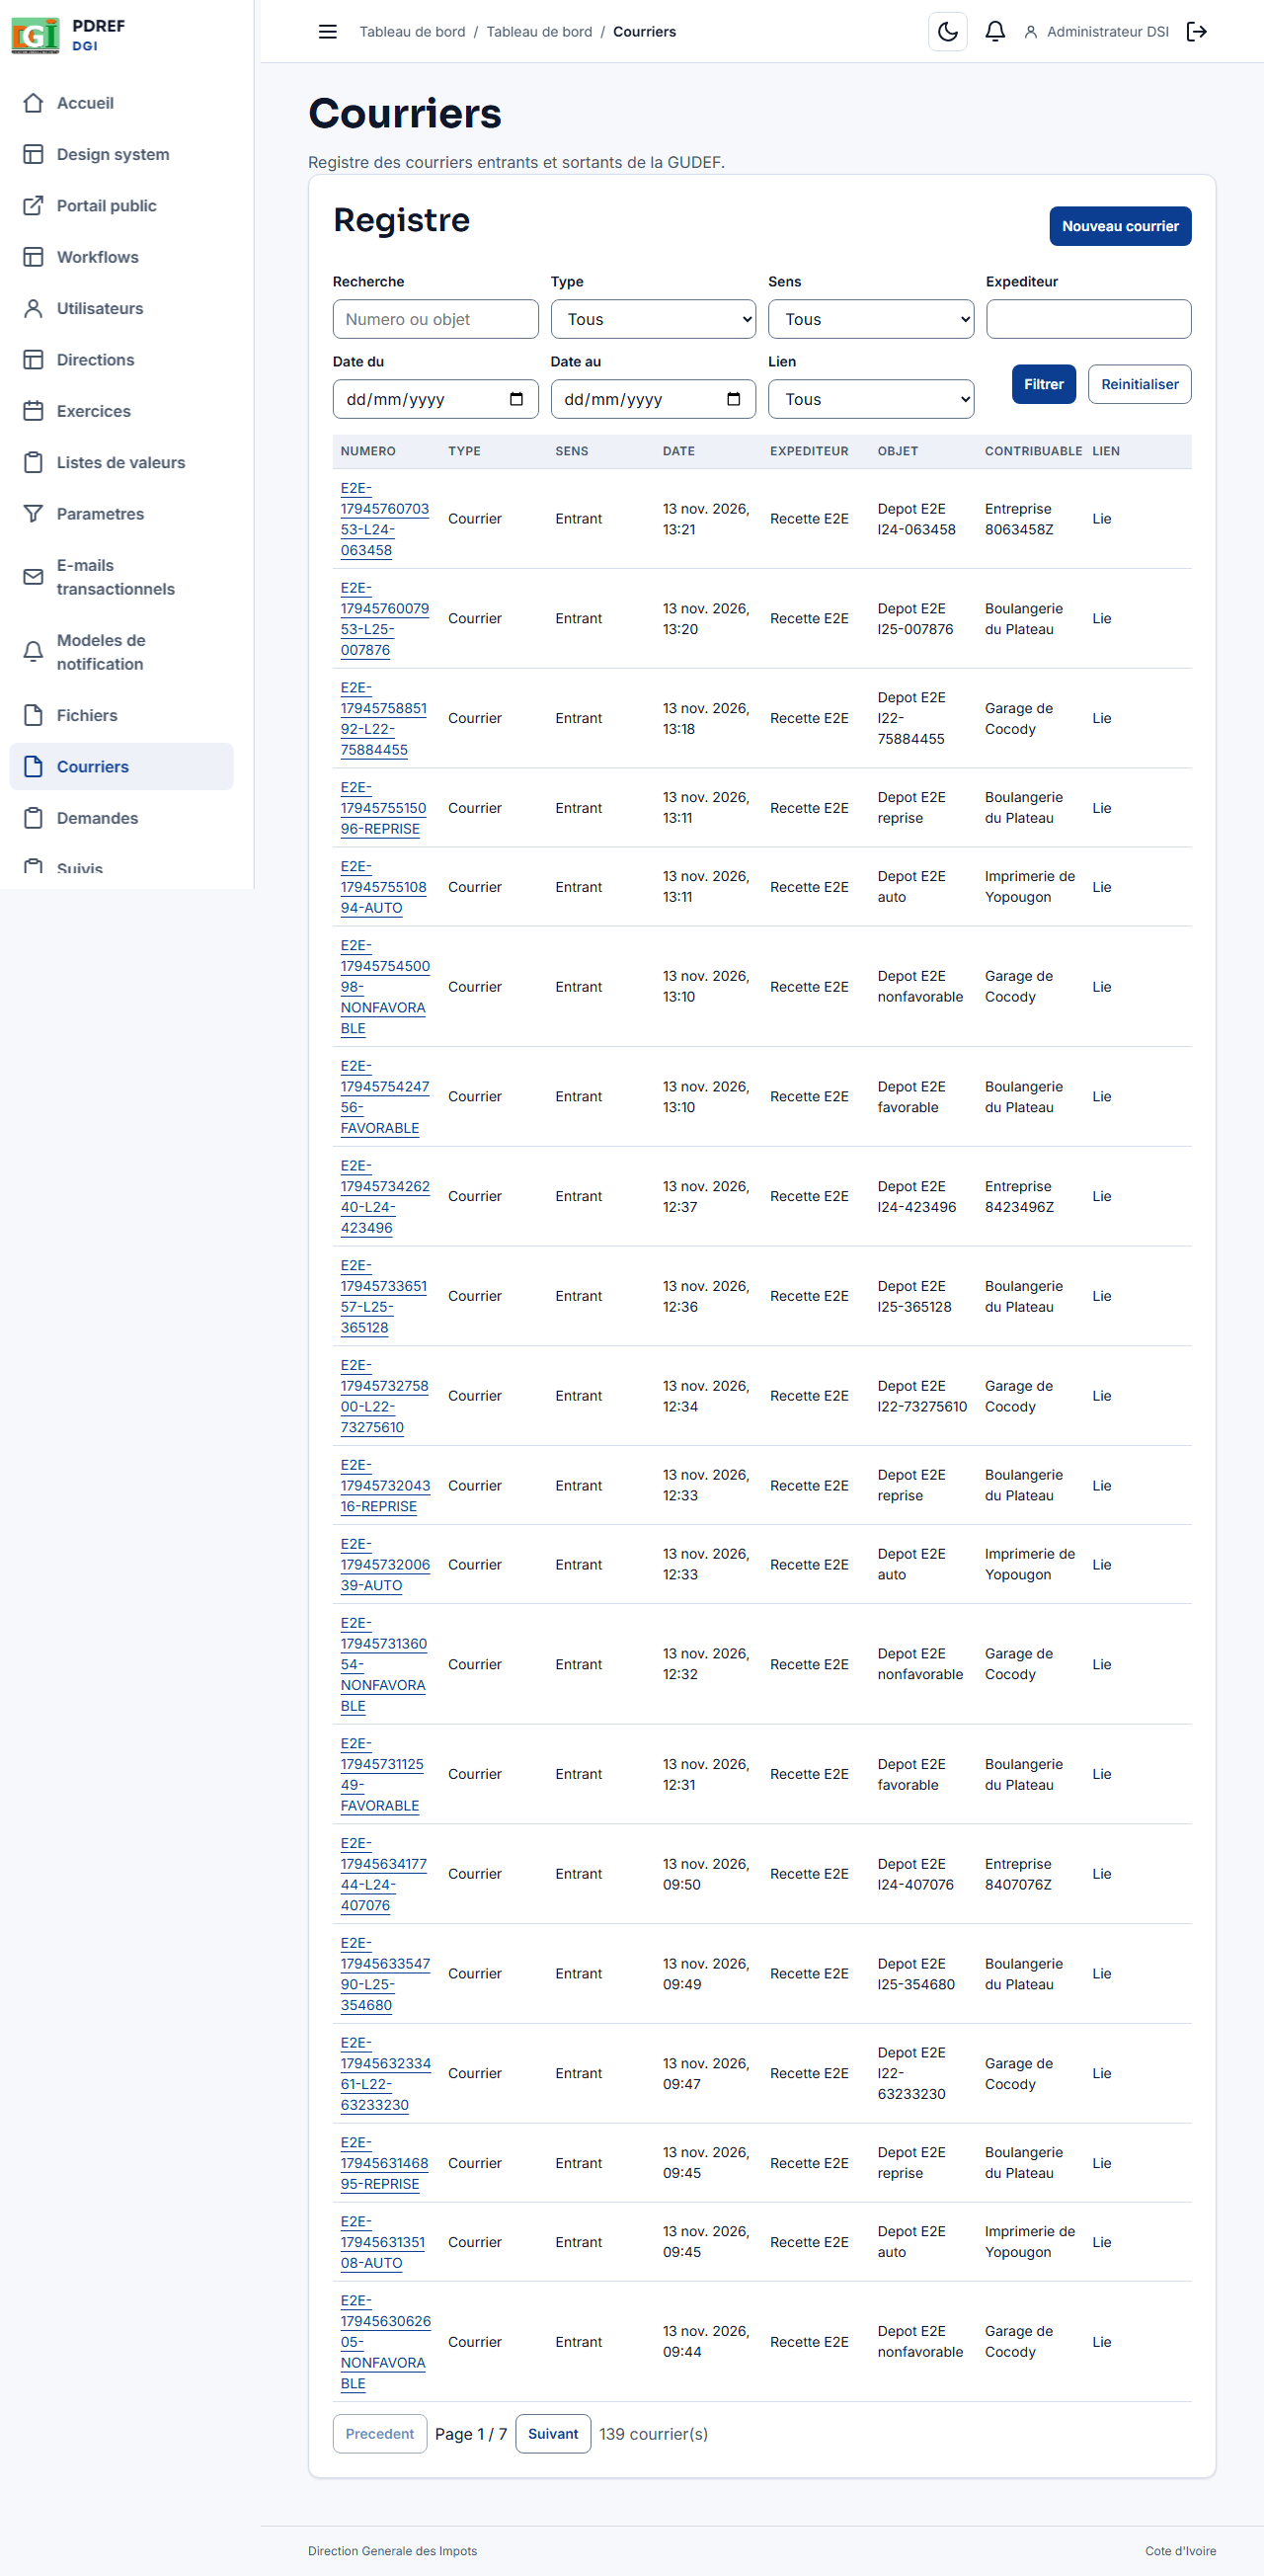 PDREF
DGI
Accueil
Design system
Portail public
Workflows
Utilisateurs
Directions
Exercices
Listes de valeurs
Parametres
E-mails
transactionnels
Modeles de
notification
Fichiers
Courriers
Demandes
Suivis
Tableau de bord / Tableau de bord / Courriers
Administrateur DSI
Courriers
Registre des courriers entrants et sortants de la GUDEF.
Registre
Nouveau courrier
Recherche Type Sens Expediteur
Numero ou objet Tous Tous
Date du Date au Lien
dd/mm/yyyy dd/mm/yyyy Tous Filtrer Reinitialiser
NUMERO TYPE SENS DATE EXPEDITEUR OBJET CONTRIBUABLE LIEN
E2E-
17945760703
53-L24-
063458
Courrier Entrant 13 nov. 2026, 13:21 Recette E2E Depot E2E l24-063458 Entreprise 8063458Z Lie
E2E-
17945760079
53-L25-
007876
Courrier Entrant 13 nov. 2026, 13:20 Recette E2E Depot E2E l25-007876 Boulangerie du Plateau Lie
E2E-
17945758851
92-L22-
75884455
Courrier Entrant 13 nov. 2026, 13:18 Recette E2E Depot E2E l22-75884455 Garage de Cocody Lie
E2E-
17945755150
96-REPRISE
Courrier Entrant 13 nov. 2026, 13:11 Recette E2E Depot E2E reprise Boulangerie du Plateau Lie
E2E-
17945755108
94-AUTO
Courrier Entrant 13 nov. 2026, 13:11 Recette E2E Depot E2E auto Imprimerie de Yopougon Lie
E2E-
17945754500
98-
NONFAVORA
BLE
Courrier Entrant 13 nov. 2026, 13:10 Recette E2E Depot E2E nonfavorable Garage de Cocody Lie
E2E-
17945754247
56-
FAVORABLE
Courrier Entrant 13 nov. 2026, 13:10 Recette E2E Depot E2E favorable Boulangerie du Plateau Lie
E2E-
17945734262
40-L24-
423496
Courrier Entrant 13 nov. 2026, 12:37 Recette E2E Depot E2E l24-423496 Entreprise 8423496Z Lie
E2E-
17945733651
57-L25-
365128
Courrier Entrant 13 nov. 2026, 12:36 Recette E2E Depot E2E l25-365128 Boulangerie du Plateau Lie
E2E-
17945732758
00-L22-
73275610
Courrier Entrant 13 nov. 2026, 12:34 Recette E2E Depot E2E l22-73275610 Garage de Cocody Lie
E2E-
17945732043
16-REPRISE
Courrier Entrant 13 nov. 2026, 12:33 Recette E2E Depot E2E reprise Boulangerie du Plateau Lie
E2E-
17945732006
39-AUTO
Courrier Entrant 13 nov. 2026, 12:33 Recette E2E Depot E2E auto Imprimerie de Yopougon Lie
E2E-
17945731360
54-
NONFAVORA
BLE
Courrier Entrant 13 nov. 2026, 12:32 Recette E2E Depot E2E nonfavorable Garage de Cocody Lie
E2E-
17945731125
49-
FAVORABLE
Courrier Entrant 13 nov. 2026, 12:31 Recette E2E Depot E2E favorable Boulangerie du Plateau Lie
E2E-
17945634177
44-L24-
407076
Courrier Entrant 13 nov. 2026, 09:50 Recette E2E Depot E2E l24-407076 Entreprise 8407076Z Lie
E2E-
17945633547
90-L25-
354680
Courrier Entrant 13 nov. 2026, 09:49 Recette E2E Depot E2E l25-354680 Boulangerie du Plateau Lie
E2E-
17945632334
61-L22-
63233230
Courrier Entrant 13 nov. 2026, 09:47 Recette E2E Depot E2E l22-63233230 Garage de Cocody Lie
E2E-
17945631468
95-REPRISE
Courrier Entrant 13 nov. 2026, 09:45 Recette E2E Depot E2E reprise Boulangerie du Plateau Lie
E2E-
17945631351
08-AUTO
Courrier Entrant 13 nov. 2026, 09:45 Recette E2E Depot E2E auto Imprimerie de Yopougon Lie
E2E-
17945630626
05-
NONFAVORA
BLE
Courrier Entrant 13 nov. 2026, 09:44 Recette E2E Depot E2E nonfavorable Garage de Cocody Lie
Precedent Page 1 / 7 Suivant 139 courrier(s)
Direction Generale des Impots
Cote d'Ivoire